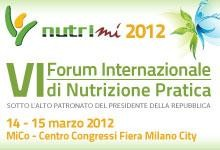 nutrimi 2012
VI Forum Internazionale
di Nutrizione Pratica
SOTTO L'ALTO PATRONATO DEL PRESIDENTE DELLA REPUBBLICA
14 - 15 marzo 2012
MiCo - Centro Congressi Fiera Milano City